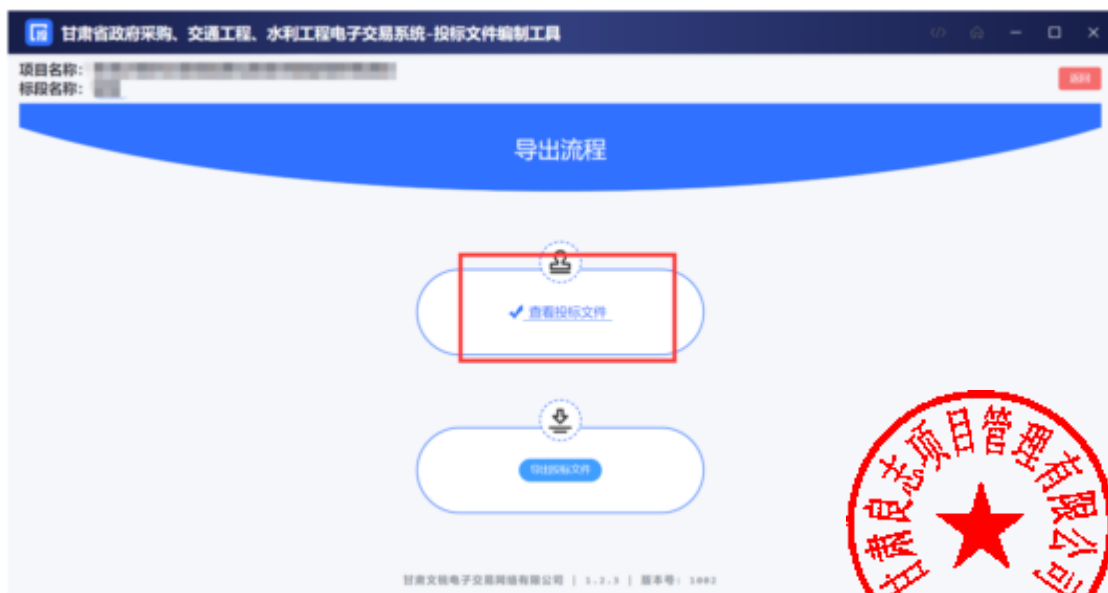 甘肃省政府采购、交通工程、水利工程电子交易系统-投标文件编制工具
项目名称：
标段名称：
返回
导出流程
查看投标文件
导出投标文件
甘肃文锐电子交易网络有限公司 | 1.2.3 | 版本号：1002
甘肃良志项目管理有限公司